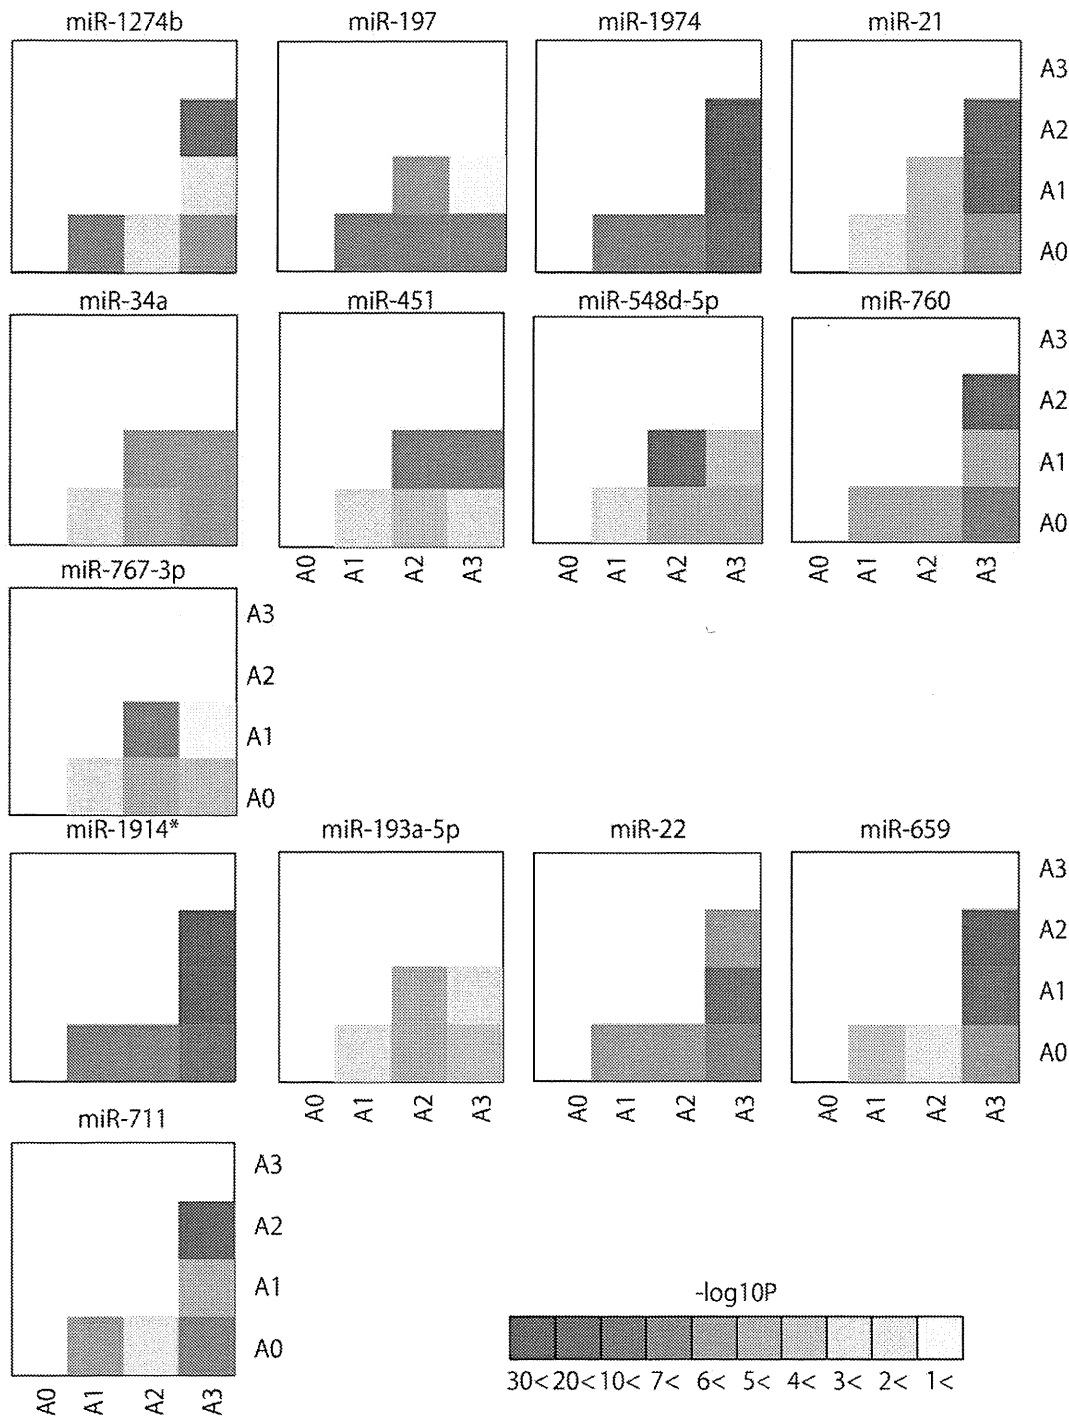 miR-1274b miR-197 miR-1974 miR-21
A3
A2
A1
A0
miR-34a miR-451 miR-548d-5p miR-760
A3
A2
A1
A0
A0 A1 A2 A3 A0 A1 A2 A3 A0 A1 A2 A3
miR-767-3p
A3
A2
A1
A0
miR-1914* miR-193a-5p miR-22 miR-659
A3
A2
A1
A0
A0 A1 A2 A3 A0 A1 A2 A3 A0 A1 A2 A3
miR-711
A3
A2
A1
A0
A0 A1 A2 A3
-log10P
30< 20< 10< 7< 6< 5< 4< 3< 2< 1<